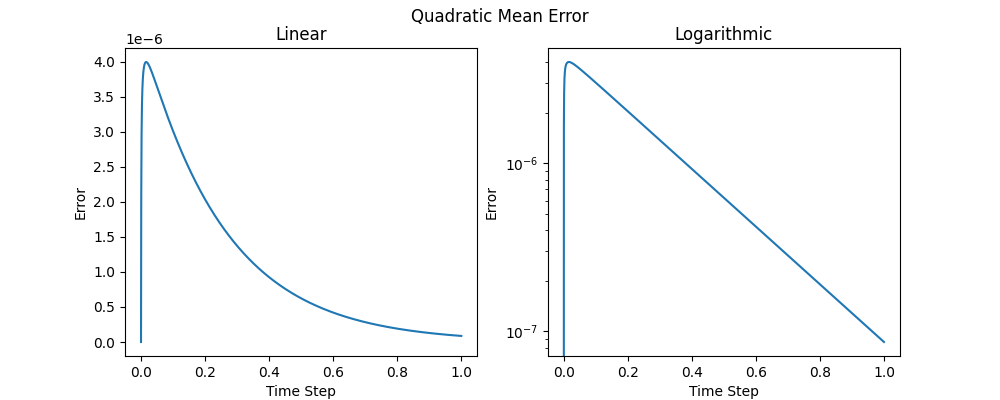 Quadratic Mean Error
Linear
1e−6
4.0
3.5
3.0
2.5
2.0
1.5
1.0
0.5
0.0
Error
0.0 0.2 0.4 0.6 0.8 1.0
Time Step
Logarithmic
10⁻⁶
10⁻⁷
Error
0.0 0.2 0.4 0.6 0.8 1.0
Time Step